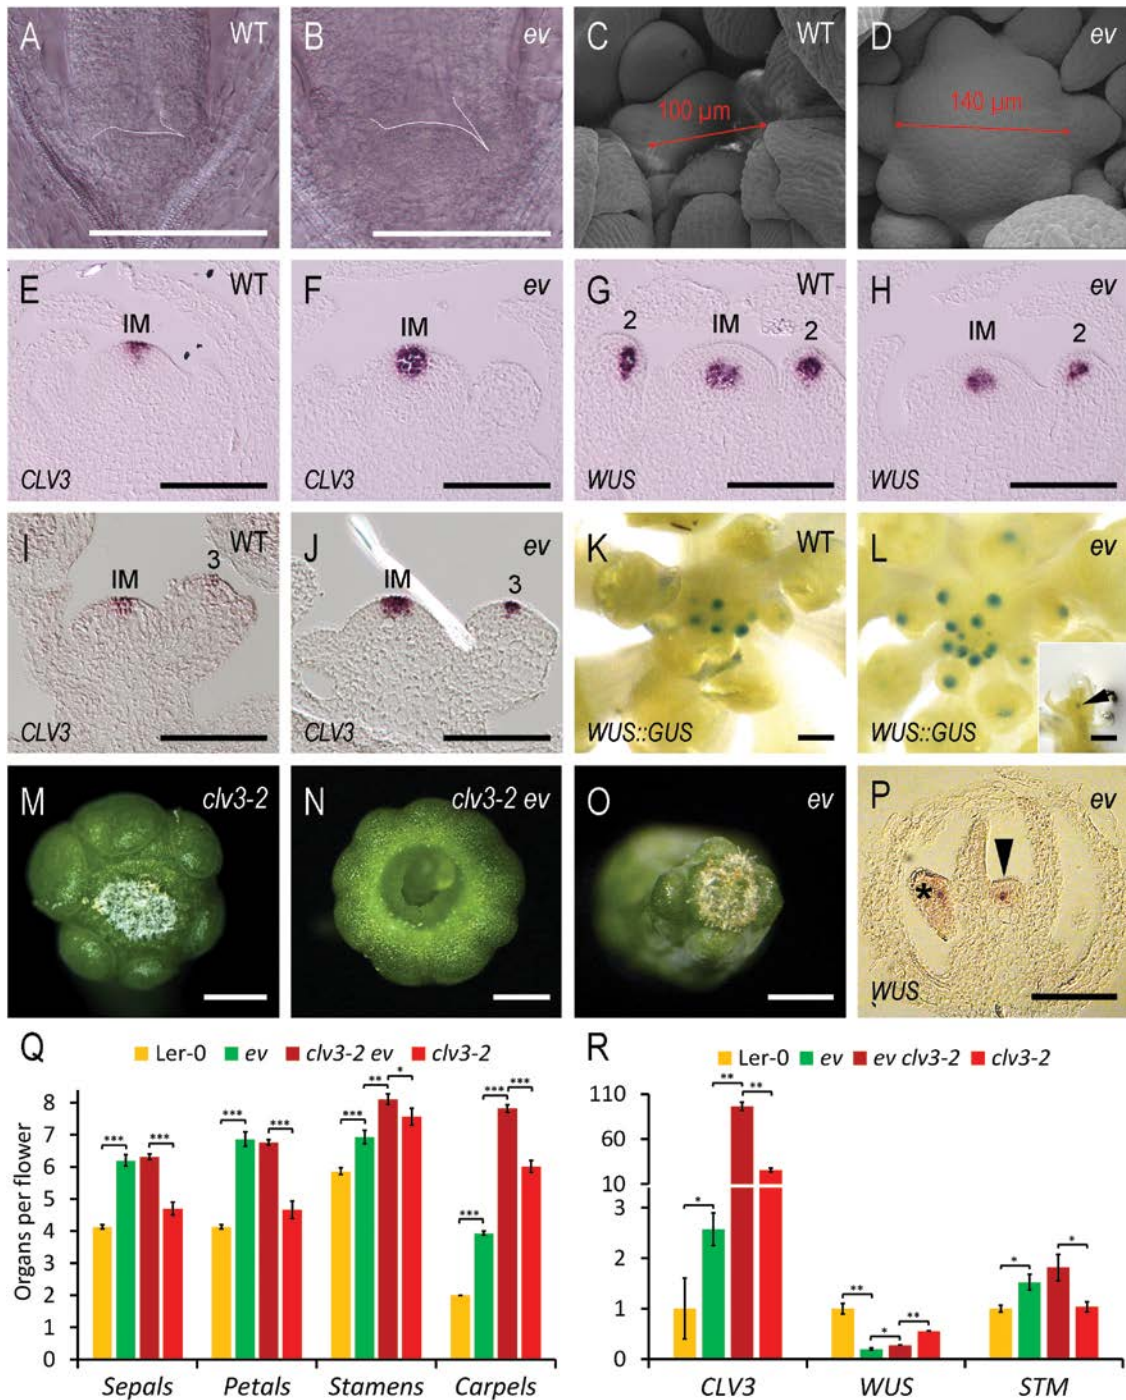 A WT
B ev
C WT
100 µm
D ev
140 µm
E WT
IM
CLV3
F ev
IM
CLV3
G WT
2 IM 2
WUS
H ev
IM 2
WUS
I WT
IM 3
CLV3
J ev
IM 3
CLV3
K WT
WUS::GUS
L ev
WUS::GUS
M clv3-2
N clv3-2 ev
O ev
P ev
*
WUS
Q
Ler-0 ev clv3-2 ev clv3-2
Organs per flower
8
7
6
5
4
3
2
1
*** ***
*** ***
*** ** *
*** *** ***
Sepals Petals Stamens Carpels
R
Ler-0 ev ev clv3-2 clv3-2
110
60
10
3
2
1
0
* ** **
** * **
* *
CLV3 WUS STM